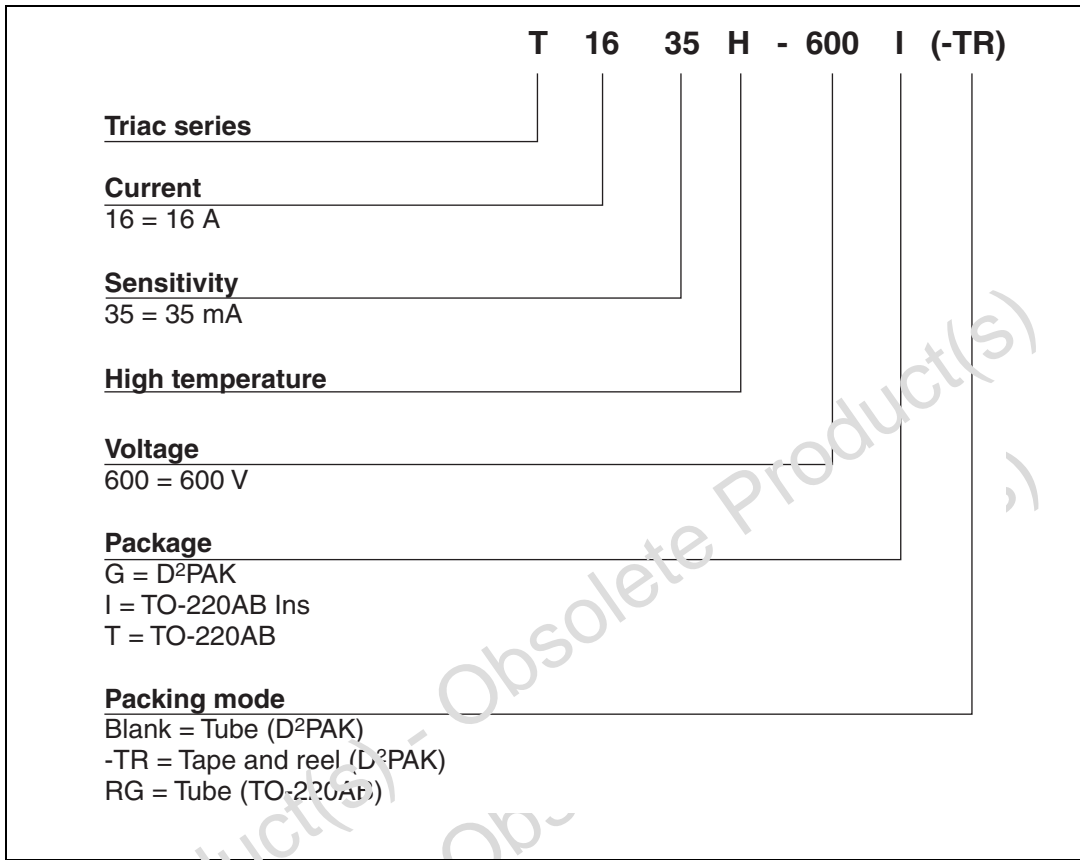 T 16 35 H - 600 I (-TR)
Triac series
Current
16 = 16 A
Sensitivity
35 = 35 mA
High temperature
Voltage
600 = 600 V
Package
G = D²PAK
I = TO-220AB Ins
T = TO-220AB
Packing mode
Blank = Tube (D²PAK)
-TR = Tape and reel (D²PAK)
RG = Tube (TO-220AB)
Obsolete Product(s)